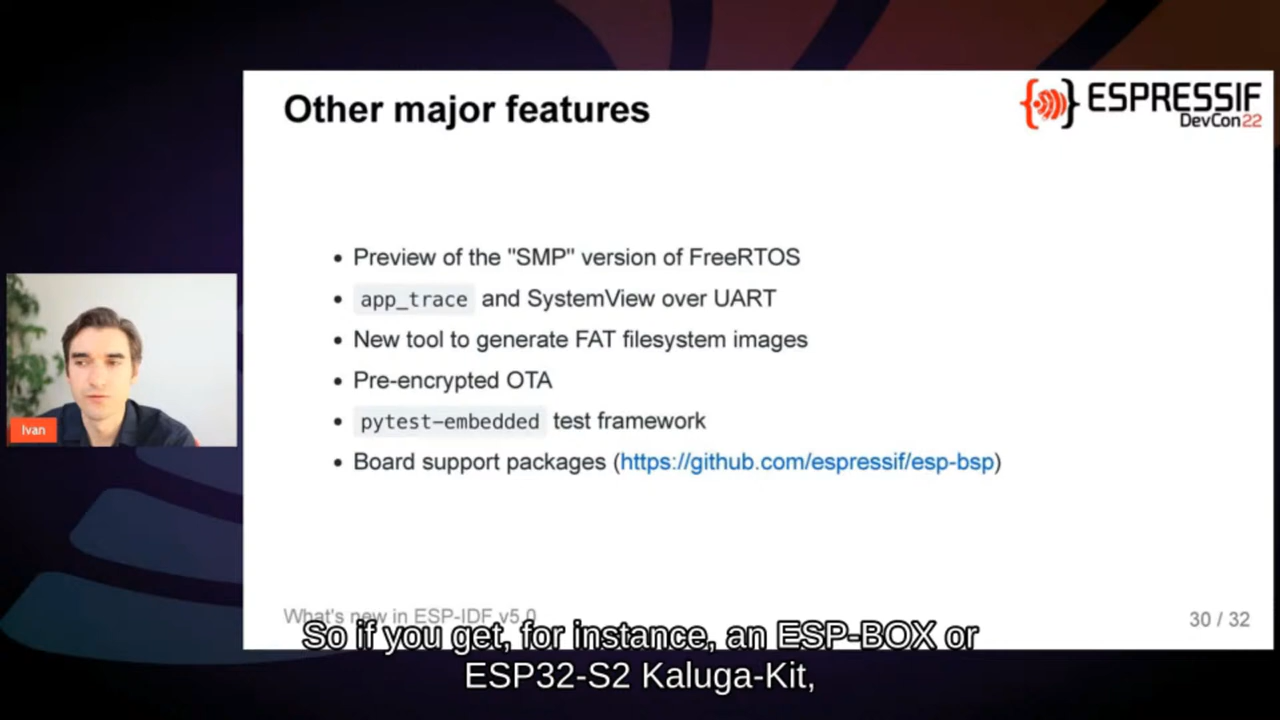 Other major features
ESPRESSIF
DevCon22
• Preview of the "SMP" version of FreeRTOS
• app_trace and SystemView over UART
• New tool to generate FAT filesystem images
• Pre-encrypted OTA
• pytest-embedded test framework
• Board support packages (https://github.com/espressif/esp-bsp)
Ivan
What's new in ESP-IDF v5.0
30 / 32
So if you get, for instance, an ESP-BOX or
ESP32-S2 Kaluga-Kit,